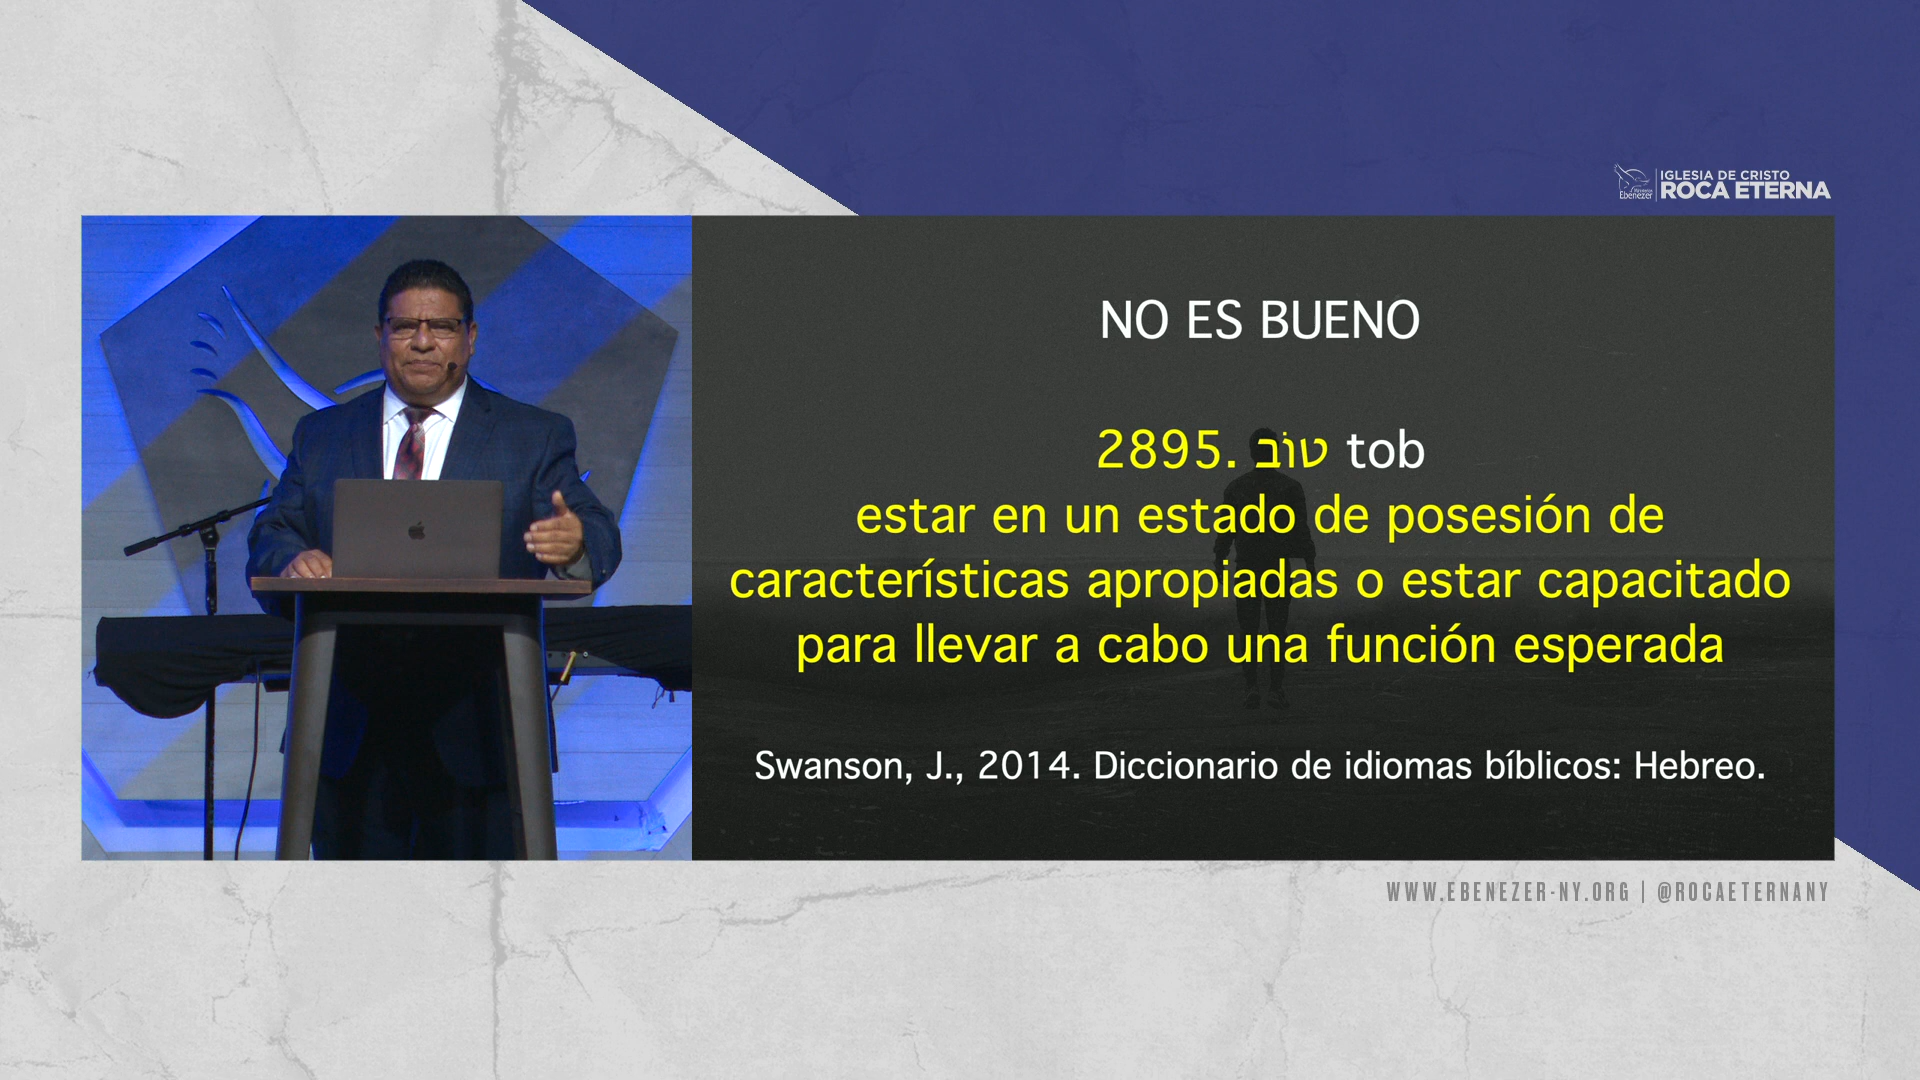 Ministerios
Ebenezer
IGLESIA DE CRISTO
ROCA ETERNA
NO ES BUENO
2895. טוֹב tob
estar en un estado de posesión de
características apropiadas o estar capacitado
para llevar a cabo una función esperada
Swanson, J., 2014. Diccionario de idiomas bíblicos: Hebreo.
WWW.EBENEZER-NY.ORG | @ROCAETERNANY